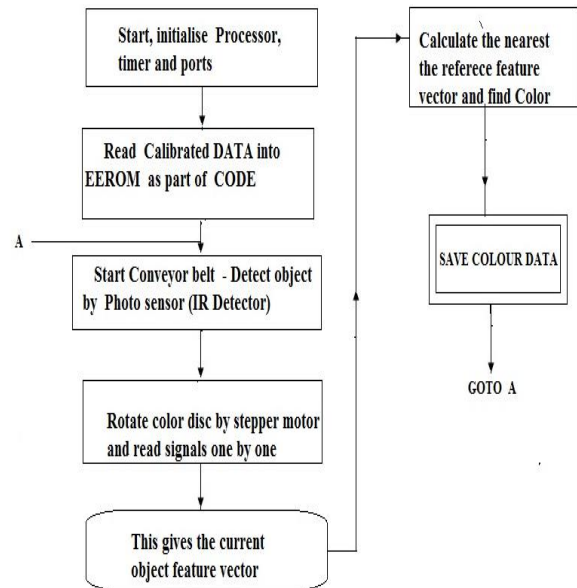 Start, initialise Processor,
timer and ports
Read Calibrated DATA into
EEROM as part of CODE
A
Start Conveyor belt - Detect object
by Photo sensor (IR Detector)
Rotate color disc by stepper motor
and read signals one by one
This gives the current
object feature vector
Calculate the nearest
the referece feature
vector and find Color
SAVE COLOUR DATA
GOTO A